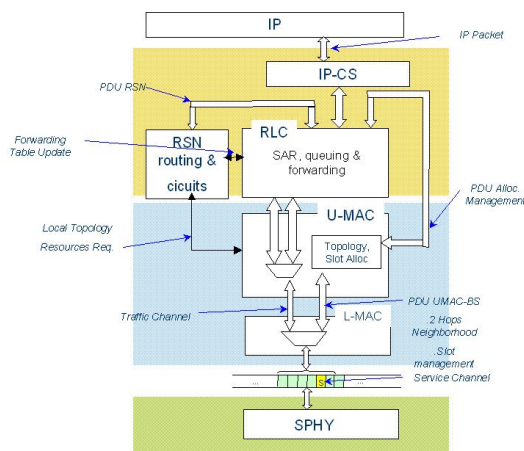 IP
IP Packet
IP-CS
PDU RSN
RSN
routing &
cicuits
RLC
SAR, queuing &
forwarding
Forwarding
Table Update
PDU Alloc.
Management
U-MAC
Local Topology
Resources Req.
Topology,
Slot Alloc
Traffic Channel
PDU UMAC-BS
L-MAC
.2 Hops
Neighborhood
.Slot
management
... S ...
Service Channel
SPHY